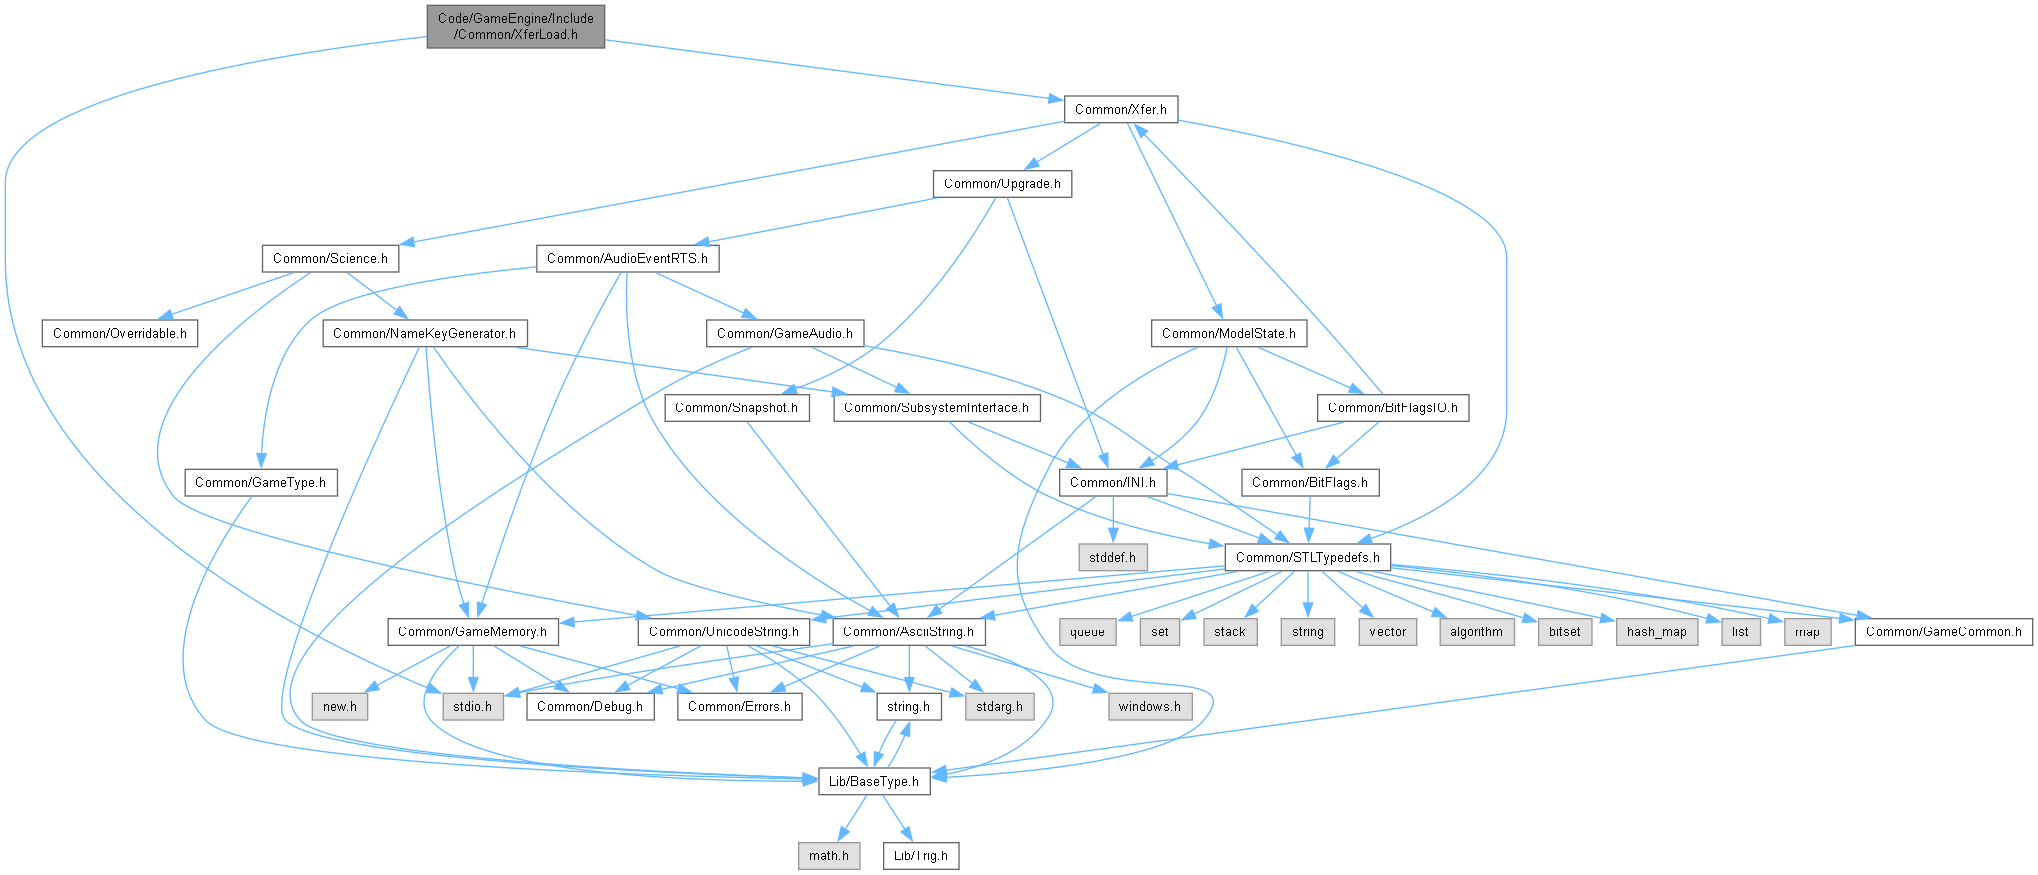 Code/GameEngine/Include
/Common/XferLoad.h
Common/Xfer.h
Common/Upgrade.h
Common/Science.h
Common/AudioEventRTS.h
Common/Overridable.h
Common/NameKeyGenerator.h
Common/GameAudio.h
Common/ModelState.h
Common/Snapshot.h
Common/SubsystemInterface.h
Common/BitFlagsIO.h
Common/GameType.h
Common/INI.h
Common/BitFlags.h
stddef.h
Common/STLTypedefs.h
Common/GameMemory.h
Common/UnicodeString.h
Common/AsciiString.h
queue
set
stack
string
vector
algorithm
bitset
hash_map
list
map
Common/GameCommon.h
new.h
stdio.h
Common/Debug.h
Common/Errors.h
string.h
stdarg.h
windows.h
Lib/BaseType.h
math.h
Lib/Trig.h